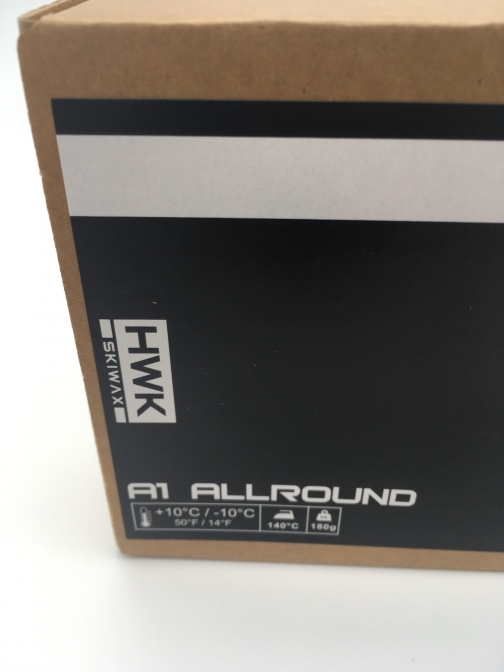 HWK
SKIWAX
A1 ALLROUND
+10°C / -10°C
50°F / 14°F
140°C
180g